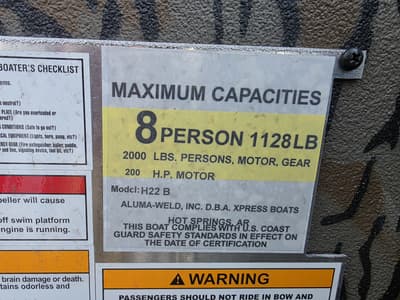 BOATER'S CHECKLIST
MAXIMUM CAPACITIES
8 PERSON 1128LB
2000 LBS. PERSONS, MOTOR, GEAR
200 H.P. MOTOR
Model: H22 B
ALUMA-WELD, INC. D.B.A. XPRESS BOATS
HOT SPRINGS, AR
THIS BOAT COMPLIES WITH U.S. COAST
GUARD SAFETY STANDARDS IN EFFECT ON
THE DATE OF CERTIFICATION
peller will cause
off swim platform
engine is running.
brain damage or death.
odorless and
WARNING
PASSENGERS SHOULD NOT RIDE IN BOW AND